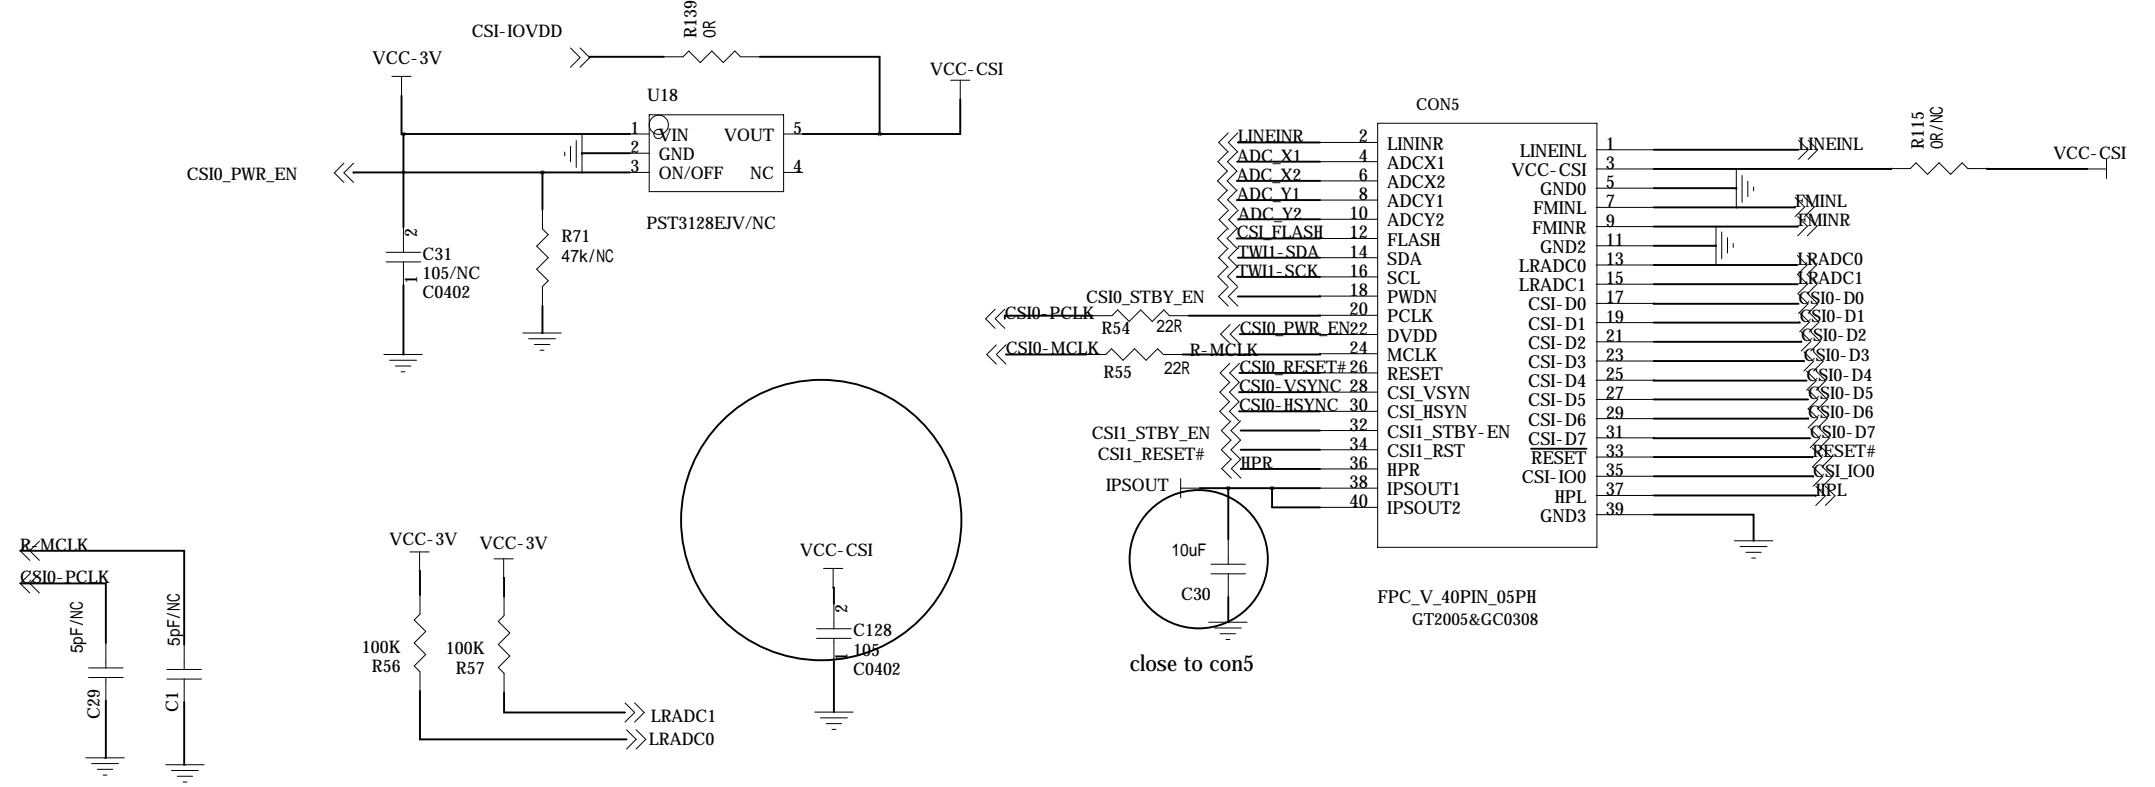 CSI-IOVDD
R139
0R
VCC-3V
VCC-CSI
U18
1
VIN
VOUT
5
2
GND
3
ON/OFF
NC
4
CSI0_PWR_EN
PST3128EJV/NC
2
C31
105/NC
1
C0402
R71
47k/NC
CON5
LINEINR
2
LININR
ADC_X1
4
ADCX1
ADC_X2
6
ADCX2
ADC_Y1
8
ADCY1
ADC_Y2
10
ADCY2
CSI_FLASH
12
FLASH
TWI1-SDA
14
SDA
TWI1-SCK
16
SCL
CSI0_STBY_EN
18
PWDN
CSI0-PCLK
R54
22R
20
PCLK
CSI0_PWR_EN
22
DVDD
CSI0-MCLK
R55
22R
R-MCLK
24
MCLK
CSI0_RESET#
26
RESET
CSI0-VSYNC
28
CSI_VSYN
CSI0-HSYNC
30
CSI_HSYN
CSI1_STBY_EN
32
CSI1_STBY-EN
CSI1_RESET#
34
CSI1_RST
HPR
36
HPR
IPSOUT
38
IPSOUT1
40
IPSOUT2
LINEINL
1
LINEINL
VCC-CSI
3
R115
0R/NC
VCC-CSI
GND0
5
FMINL
7
FMINL
FMINR
9
FMINR
GND2
11
LRADC0
13
LRADC0
LRADC1
15
LRADC1
CSI-D0
17
CSI0-D0
CSI-D1
19
CSI0-D1
CSI-D2
21
CSI0-D2
CSI-D3
23
CSI0-D3
CSI-D4
25
CSI0-D4
CSI-D5
27
CSI0-D5
CSI-D6
29
CSI0-D6
CSI-D7
31
CSI0-D7
RESET
33
RESET#
CSI-IO0
35
CSI_IO0
HPL
37
HPL
GND3
39
10uF
C30
close to con5
FPC_V_40PIN_05PH
GT2005&GC0308
R-MCLK
CSI0-PCLK
5pF/NC
C29
5pF/NC
C1
VCC-3V
VCC-3V
100K
R56
100K
R57
LRADC1
LRADC0
VCC-CSI
2
C128
1
105
C0402